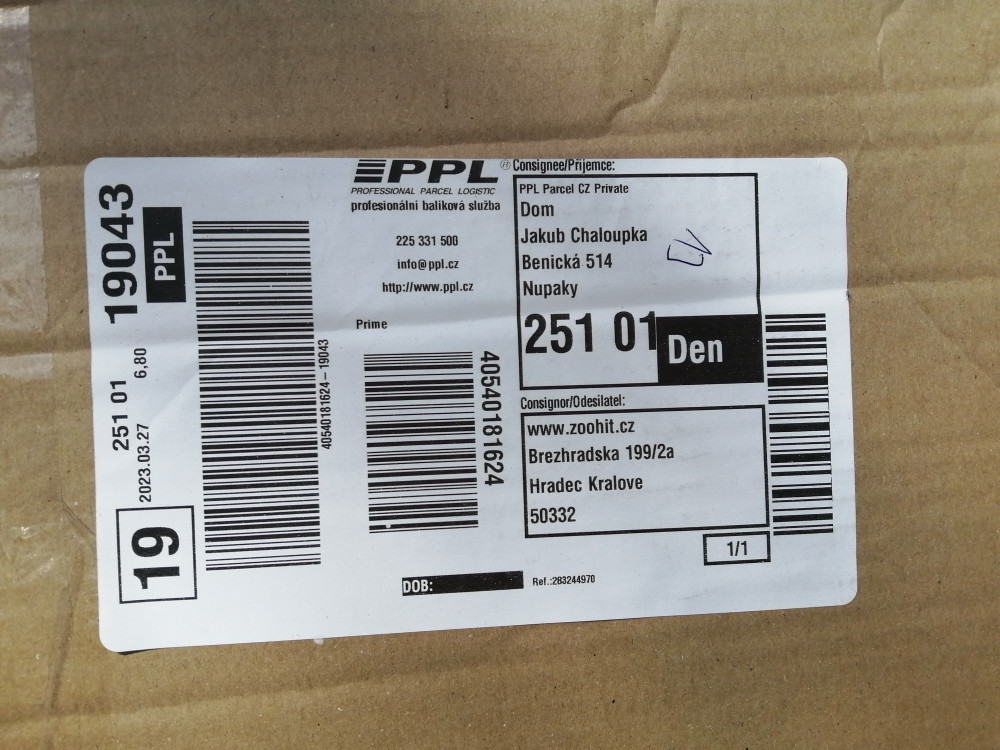 19043
PPL
251 01
6,80
2023.03.27
19
40540181624-19043
PPL®
PROFESSIONAL PARCEL LOGISTIC
profesionální balíková služba
225 331 500
info@ppl.cz
http://www.ppl.cz
Prime
40540181624
Consignee/Příjemce:
PPL Parcel CZ Private
Dom
Jakub Chaloupka
Benická 514
Nupaky
251 01
Den
Consignor/Odesilatel:
www.zoohit.cz
Brezhradska 199/2a
Hradec Kralove
50332
1/1
DOB:
Ref.:283244970